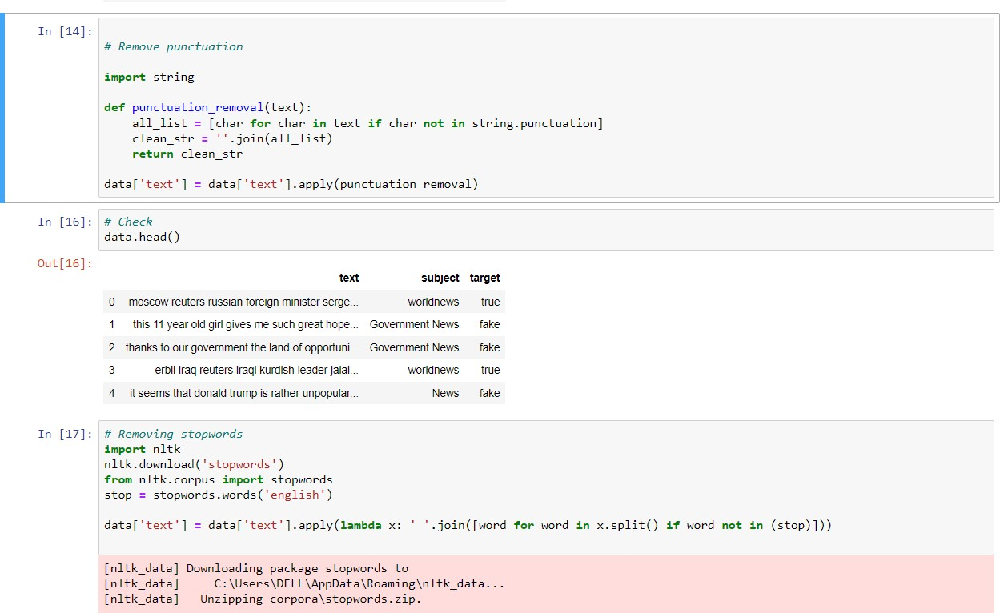 In [14]:
# Remove punctuation
import string
def punctuation_removal(text):
    all_list = [char for char in text if char not in string.punctuation]
    clean_str = ''.join(all_list)
    return clean_str
data['text'] = data['text'].apply(punctuation_removal)
In [16]: # Check
data.head()
Out[16]:
text subject target
0 moscow reuters russian foreign minister serge... worldnews true
1 this 11 year old girl gives me such great hope... Government News fake
2 thanks to our government the land of opportuni... Government News fake
3 erbil iraq reuters iraqi kurdish leader jalal... worldnews true
4 it seems that donald trump is rather unpopular... News fake
In [17]: # Removing stopwords
import nltk
nltk.download('stopwords')
from nltk.corpus import stopwords
stop = stopwords.words('english')
data['text'] = data['text'].apply(lambda x: ' '.join([word for word in x.split() if word not in (stop)]))
[nltk_data] Downloading package stopwords to
[nltk_data]     C:\Users\DELL\AppData\Roaming\nltk_data...
[nltk_data]   Unzipping corpora\stopwords.zip.